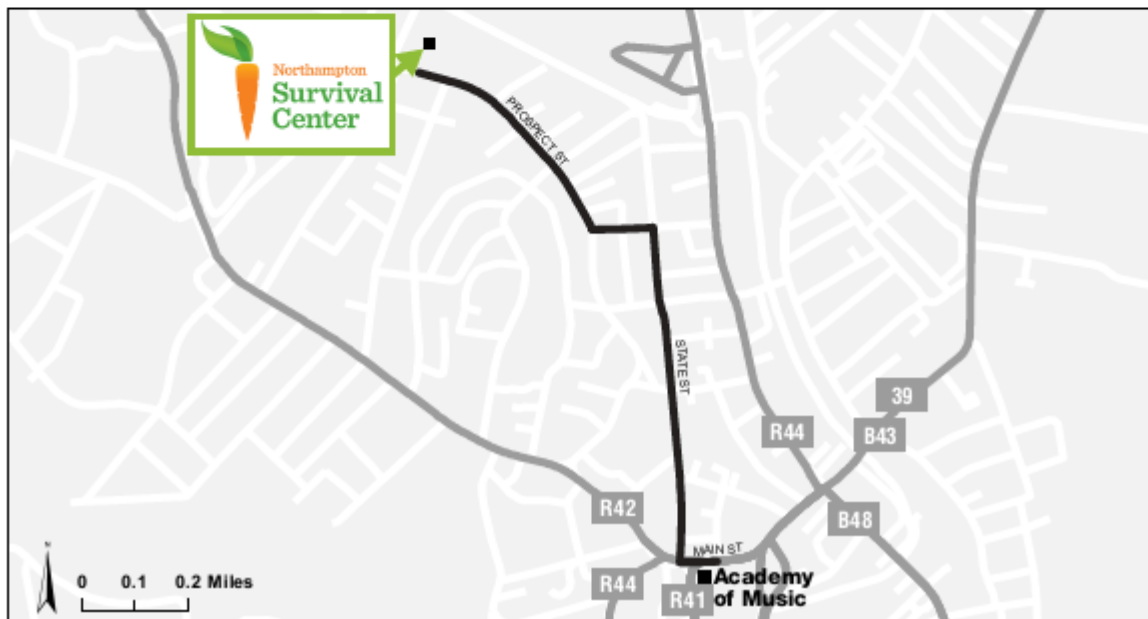 Northampton
Survival
Center
PROSPECT ST
STATE ST
39
R44
B43
R42
B48
MAIN ST
R44
R41
Academy
of Music
N
0 0.1 0.2 Miles